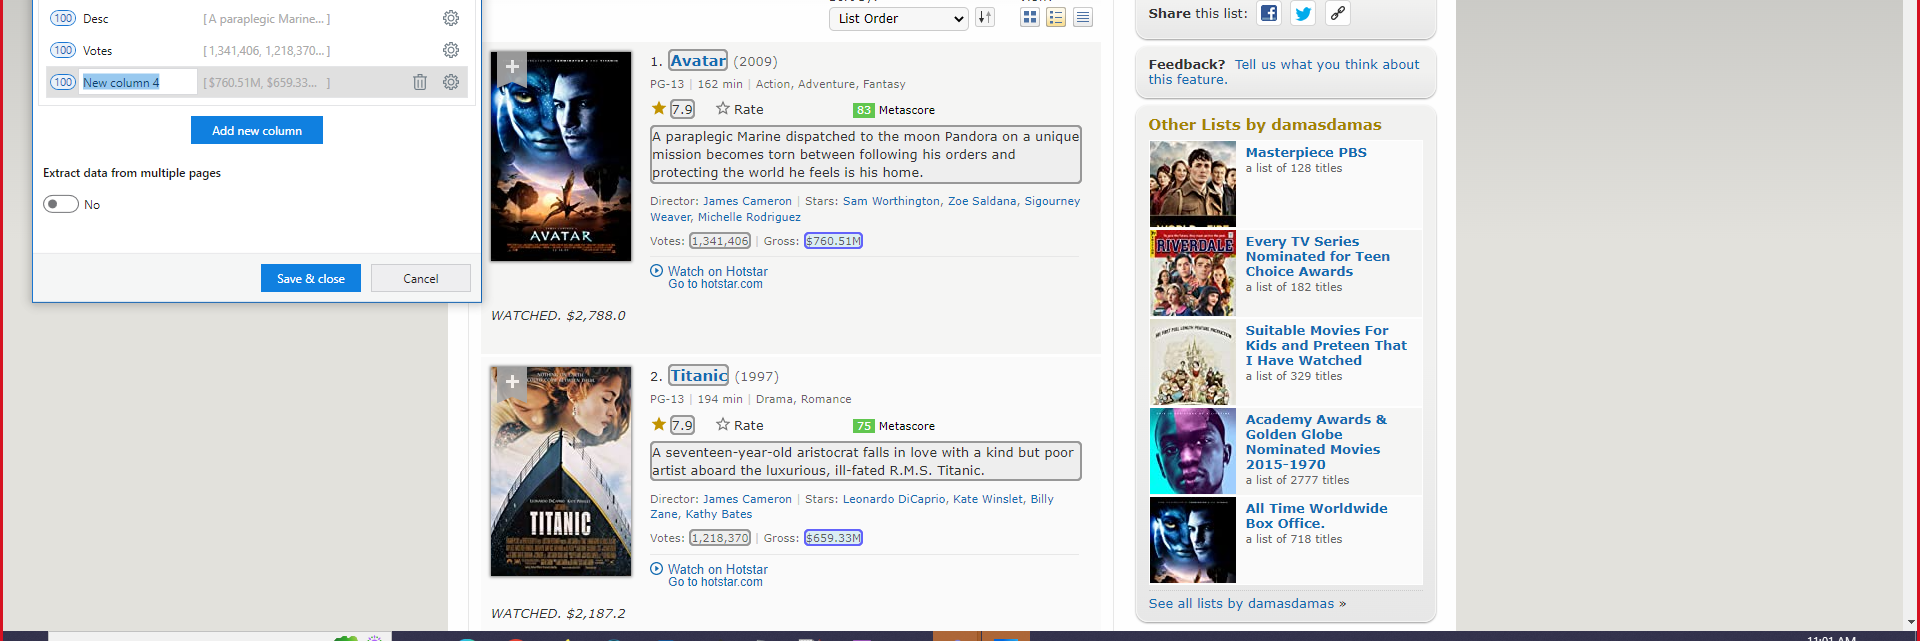 100 Desc [ A paraplegic Marine... ]
100 Votes [ 1,341,406, 1,218,370... ]
100 New column 4 [ $760.51M, $659.33... ]
Add new column
Extract data from multiple pages
No
Save & close Cancel
List Order
1. Avatar (2009)
PG-13 | 162 min | Action, Adventure, Fantasy
7.9 Rate 83 Metascore
A paraplegic Marine dispatched to the moon Pandora on a unique
mission becomes torn between following his orders and
protecting the world he feels is his home.
Director: James Cameron | Stars: Sam Worthington, Zoe Saldana, Sigourney
Weaver, Michelle Rodriguez
Votes: 1,341,406 | Gross: $760.51M
Watch on Hotstar
Go to hotstar.com
AVATAR
WATCHED. $2,788.0
2. Titanic (1997)
PG-13 | 194 min | Drama, Romance
7.9 Rate 75 Metascore
A seventeen-year-old aristocrat falls in love with a kind but poor
artist aboard the luxurious, ill-fated R.M.S. Titanic.
Director: James Cameron | Stars: Leonardo DiCaprio, Kate Winslet, Billy
Zane, Kathy Bates
Votes: 1,218,370 | Gross: $659.33M
Watch on Hotstar
Go to hotstar.com
LEONARDO DICAPRIO KATE WINSLET
TITANIC
WATCHED. $2,187.2
Share this list:
Feedback? Tell us what you think about
this feature.
Other Lists by damasdamas
Masterpiece PBS
a list of 128 titles
RIVERDALE
Every TV Series
Nominated for Teen
Choice Awards
a list of 182 titles
Suitable Movies For
Kids and Preteen That
I Have Watched
a list of 329 titles
Academy Awards &
Golden Globe
Nominated Movies
2015-1970
a list of 2777 titles
All Time Worldwide
Box Office.
a list of 718 titles
See all lists by damasdamas »